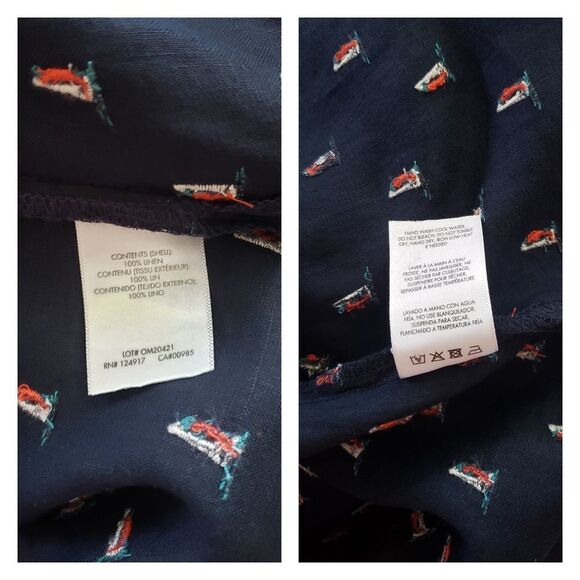 CONTENTS (SHELL):
100% LINEN
CONTENU (TISSU EXTÉRIEUR):
100% LIN
CONTENIDO (TEJIDO EXTERNO):
100% LINO
LOT# OM20421
RN# 124917 CA#00985
HAND WASH COOL WATER,
DO NOT BLEACH, DO NOT TUMBLE
DRY, HANG DRY, IRON LOW HEAT
IF NEEDED
LAVER À LA MAIN À L'EAU
FROIDE, NE PAS JAVELLISER, NE
PAS SÉCHER PAR CULBUTAGE,
SUSPENDRE POUR SÉCHER,
REPASSER À BASSE TEMPÉRATURE
LAVADO A MANO CON AGUA
FRÍA, NO USE BLANQUEADOR,
SUSPENDA PARA SECAR,
PLANCHADO A TEMPERATURA FRÍA